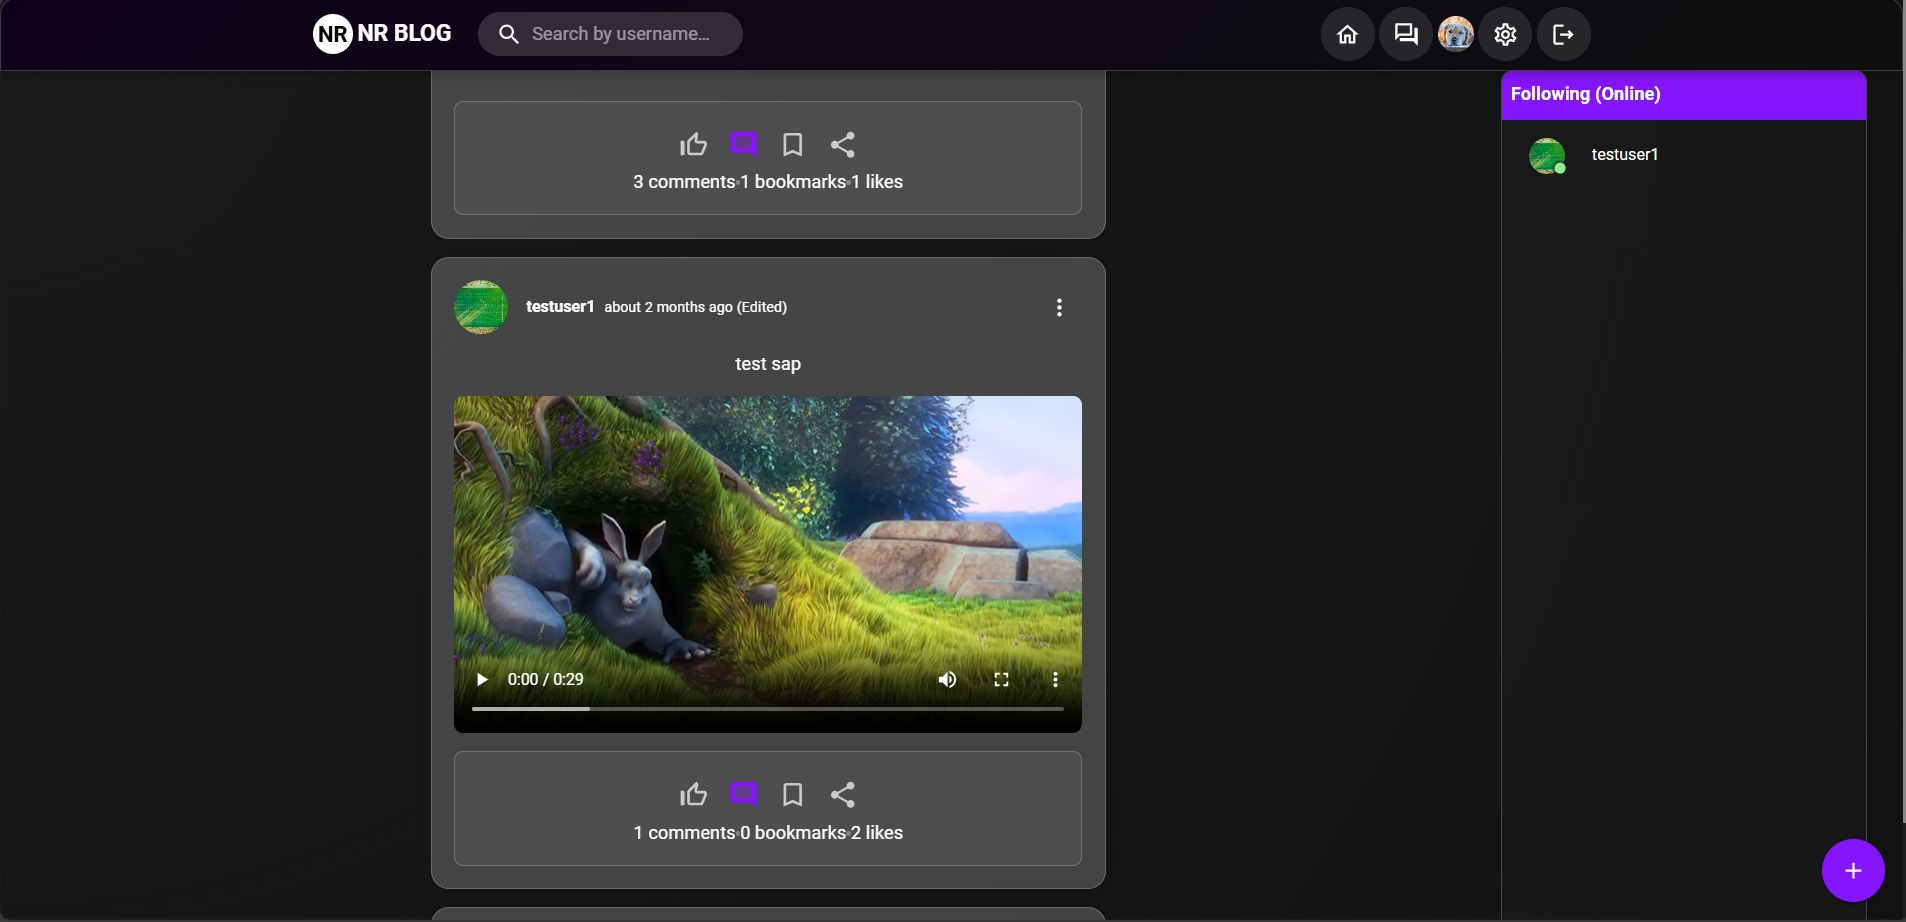 NR NR BLOG
Search by username...
Following (Online)
testuser1
3 comments·1 bookmarks·1 likes
testuser1 about 2 months ago (Edited)
test sap
0:00 / 0:29
1 comments·0 bookmarks·2 likes